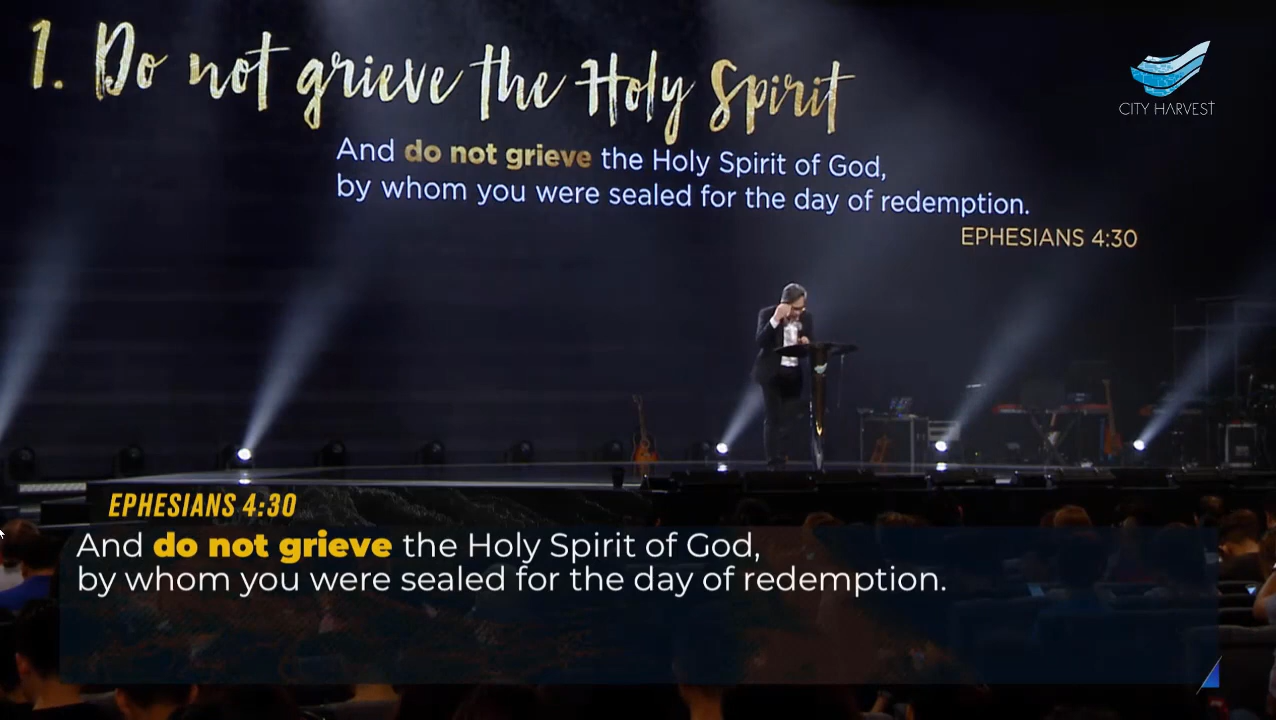 1. Do not grieve the Holy Spirit
CITY HARVEST
And do not grieve the Holy Spirit of God,
by whom you were sealed for the day of redemption.
EPHESIANS 4:30
EPHESIANS 4:30
And do not grieve the Holy Spirit of God,
by whom you were sealed for the day of redemption.